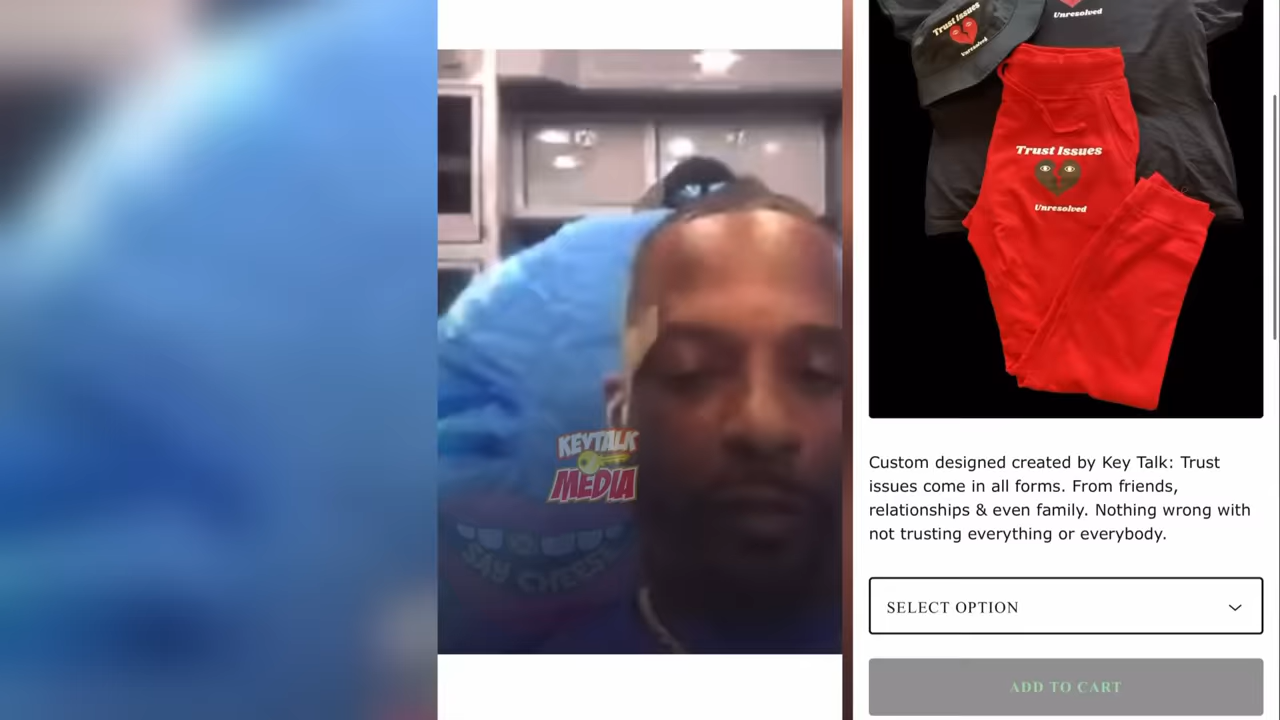 KEYTALK
MEDIA
SAY CHEESE
Trust Issues
Unresolved
Unresolved
Trust Issues
Unresolved
Custom designed created by Key Talk: Trust
issues come in all forms. From friends,
relationships & even family. Nothing wrong with
not trusting everything or everybody.
SELECT OPTION
ADD TO CART